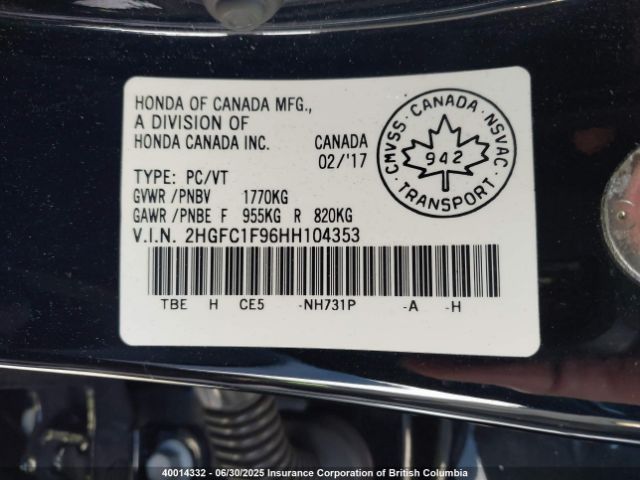 HONDA OF CANADA MFG.,
A DIVISION OF
HONDA CANADA INC. CANADA
02/'17
TYPE: PC/VT
GVWR /PNBV 1770KG
GAWR /PNBE F 955KG R 820KG
V.I.N. 2HGFC1F96HH104353
TBE H CE5 -NH731P -A -H
CMVSS · CANADA · NSVAC
942
· TRANSPORT ·
40014332 - 06/30/2025 Insurance Corporation of British Columbia